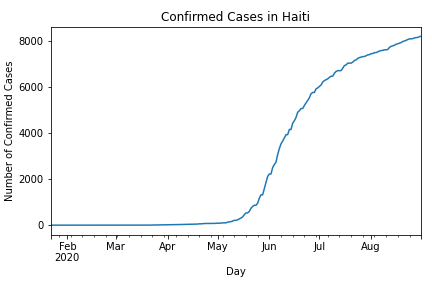 Confirmed Cases in Haiti
Number of Confirmed Cases
8000
6000
4000
2000
0
Feb Mar Apr May Jun Jul Aug
2020
Day